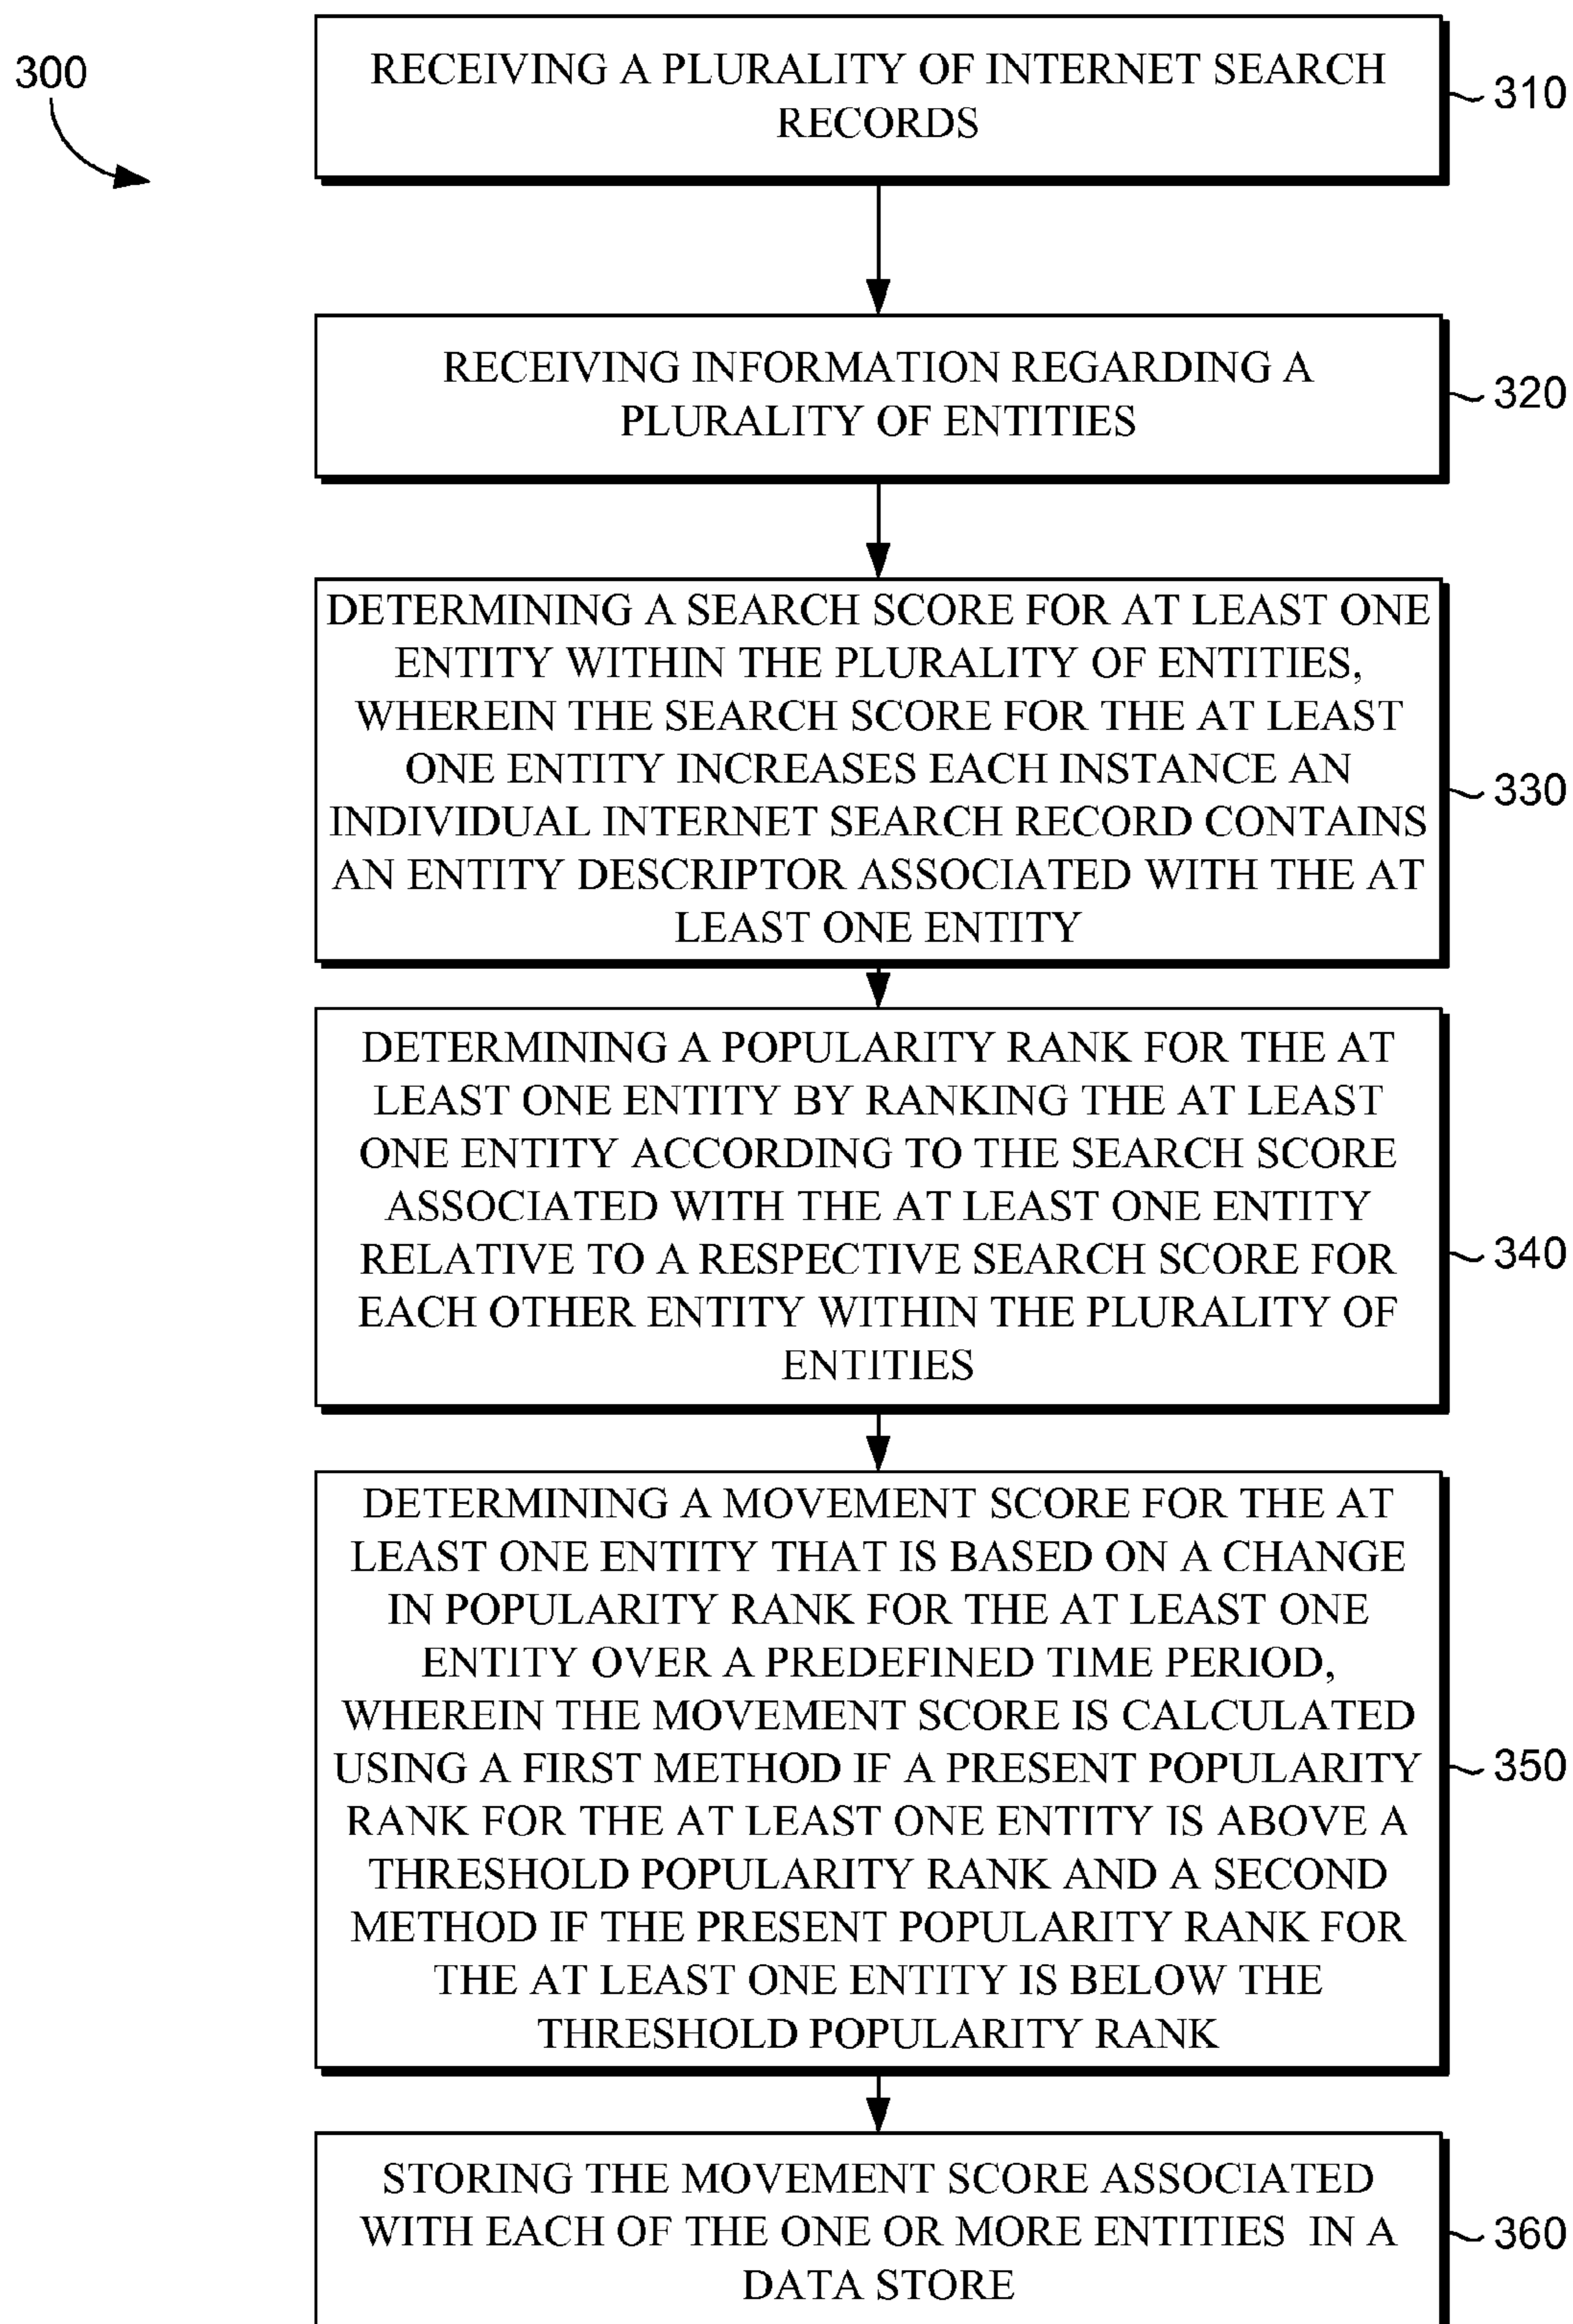 300
RECEIVING A PLURALITY OF INTERNET SEARCH
RECORDS
310
RECEIVING INFORMATION REGARDING A
PLURALITY OF ENTITIES
320
DETERMINING A SEARCH SCORE FOR AT LEAST ONE
ENTITY WITHIN THE PLURALITY OF ENTITIES,
WHEREIN THE SEARCH SCORE FOR THE AT LEAST
ONE ENTITY INCREASES EACH INSTANCE AN
INDIVIDUAL INTERNET SEARCH RECORD CONTAINS
AN ENTITY DESCRIPTOR ASSOCIATED WITH THE AT
LEAST ONE ENTITY
330
DETERMINING A POPULARITY RANK FOR THE AT
LEAST ONE ENTITY BY RANKING THE AT LEAST
ONE ENTITY ACCORDING TO THE SEARCH SCORE
ASSOCIATED WITH THE AT LEAST ONE ENTITY
RELATIVE TO A RESPECTIVE SEARCH SCORE FOR
EACH OTHER ENTITY WITHIN THE PLURALITY OF
ENTITIES
340
DETERMINING A MOVEMENT SCORE FOR THE AT
LEAST ONE ENTITY THAT IS BASED ON A CHANGE
IN POPULARITY RANK FOR THE AT LEAST ONE
ENTITY OVER A PREDEFINED TIME PERIOD,
WHEREIN THE MOVEMENT SCORE IS CALCULATED
USING A FIRST METHOD IF A PRESENT POPULARITY
RANK FOR THE AT LEAST ONE ENTITY IS ABOVE A
THRESHOLD POPULARITY RANK AND A SECOND
METHOD IF THE PRESENT POPULARITY RANK FOR
THE AT LEAST ONE ENTITY IS BELOW THE
THRESHOLD POPULARITY RANK
350
STORING THE MOVEMENT SCORE ASSOCIATED
WITH EACH OF THE ONE OR MORE ENTITIES IN A
DATA STORE
360